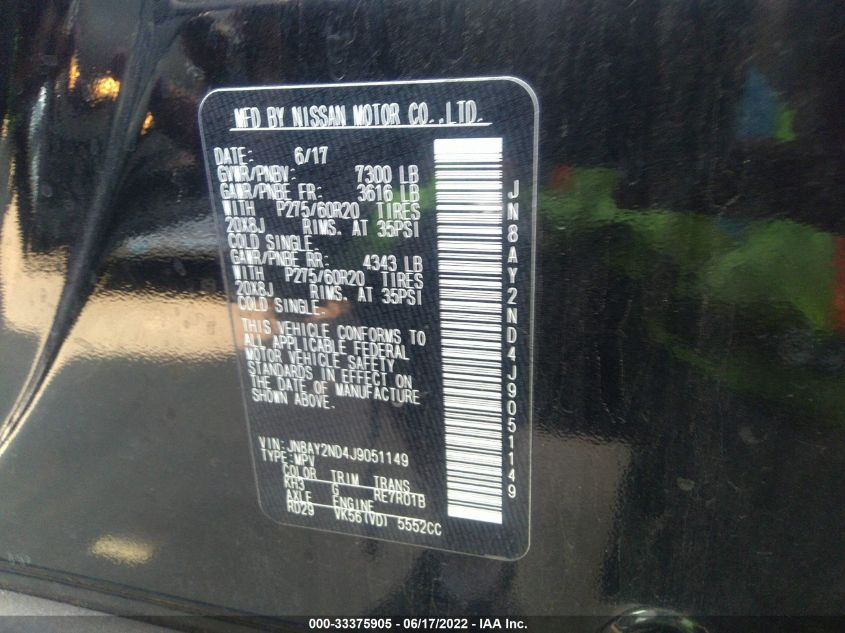 MFD BY NISSAN MOTOR CO.,LTD.
DATE: 6/17
GVWR/PNBV: 7300 LB
GAWR/PNBE FR: 3616 LB
WITH P275/60R20 TIRES
20X8J RIMS. AT 35PSI
COLD SINGLE.
GAWR/PNBE RR: 4343 LB
WITH P275/60R20 TIRES
20X8J RIMS. AT 35PSI
COLD SINGLE.
THIS VEHICLE CONFORMS TO
ALL APPLICABLE FEDERAL
MOTOR VEHICLE SAFETY
STANDARDS IN EFFECT ON
THE DATE OF MANUFACTURE
SHOWN ABOVE.
VIN:JN8AY2ND4J9051149
TYPE:MPV
COLOR TRIM TRANS
KH3 G RE7R01B
AXLE ENGINE
RD29 VK56(VD) 5552CC
JN8AY2ND4J9051149
000-33375905 - 06/17/2022 - IAA Inc.